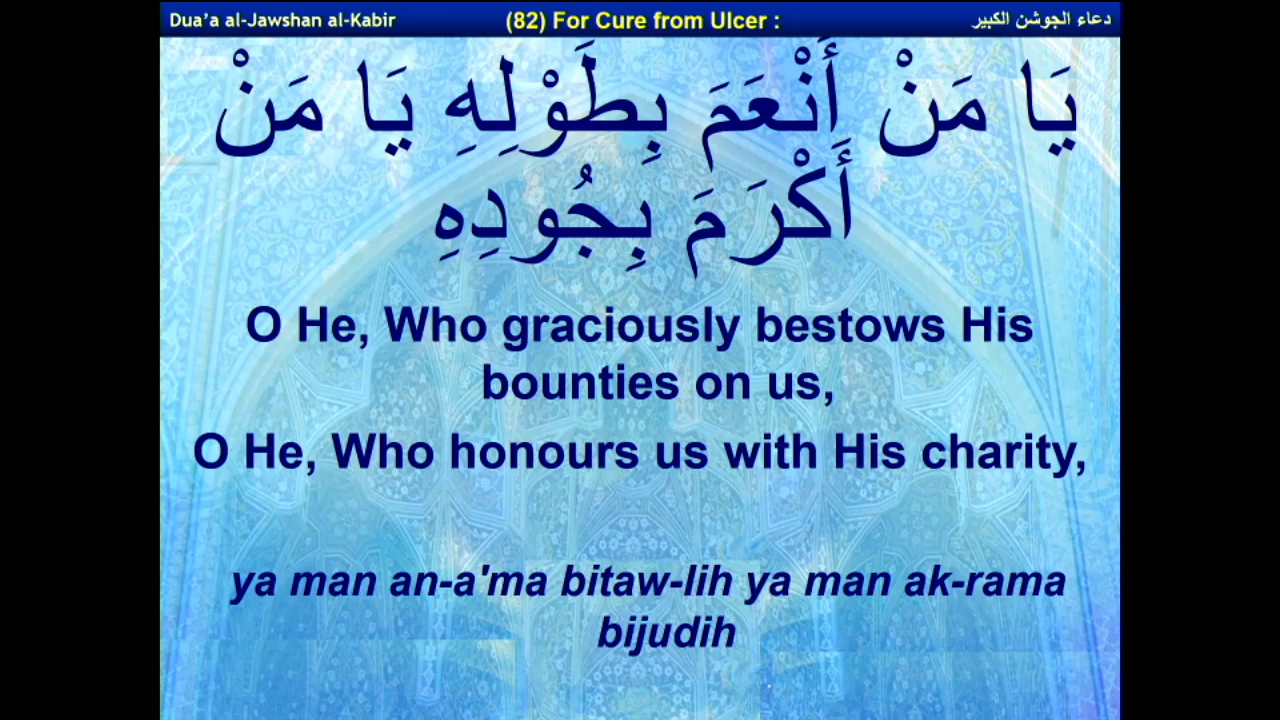 Dua’a al-Jawshan al-Kabir (82) For Cure from Ulcer : دعاء الجوشن الكبير
يَا مَنْ أَنْعَمَ بِطَوْلِهِ يَا مَنْ
أَكْرَمَ بِجُودِهِ
O He, Who graciously bestows His
bounties on us,
O He, Who honours us with His charity,
ya man an-a'ma bitaw-lih ya man ak-rama
bijudih